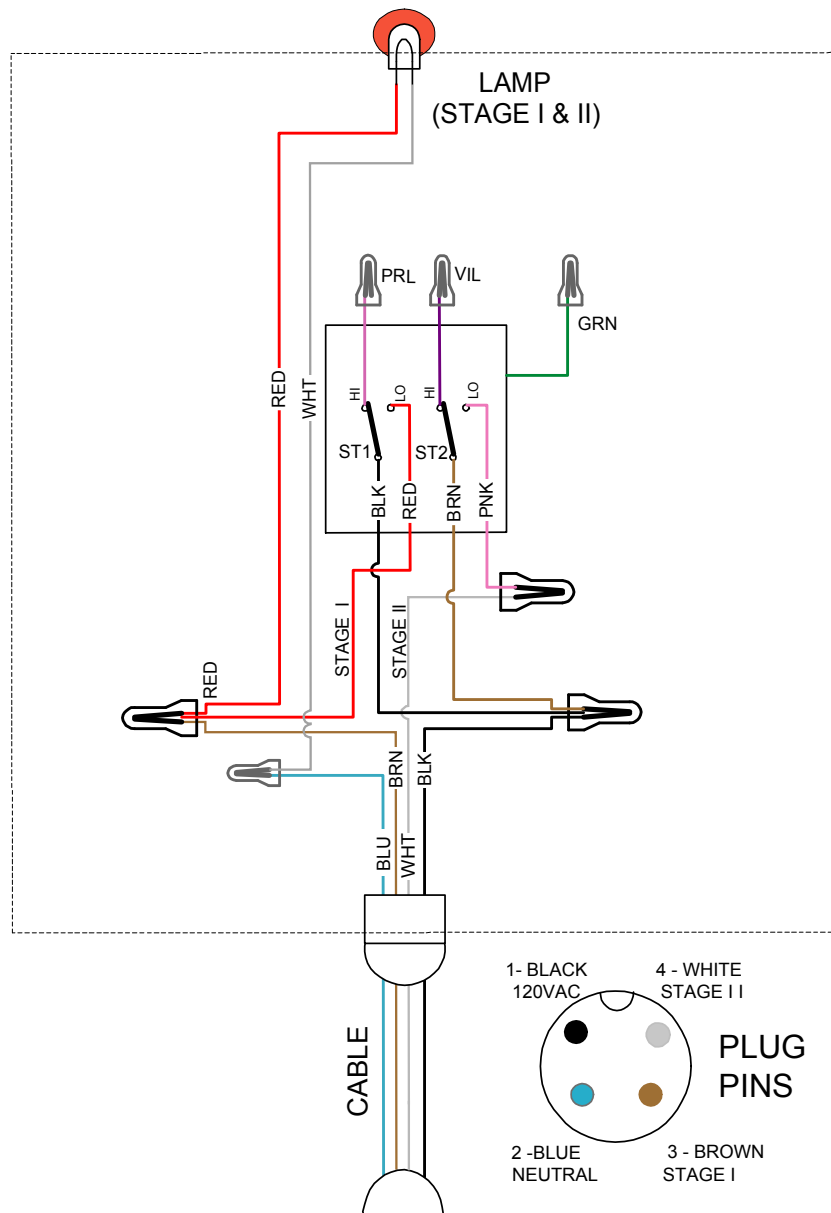 LAMP
(STAGE I & II)
PRL
VIL
GRN
RED
WHT
HI
LO
HI
LO
ST1
ST2
BLK
RED
BRN
PNK
STAGE I
STAGE II
RED
BRN
BLK
BLU
WHT
CABLE
1- BLACK
120VAC
4 - WHITE
STAGE I I
PLUG
PINS
2 -BLUE
NEUTRAL
3 - BROWN
STAGE I